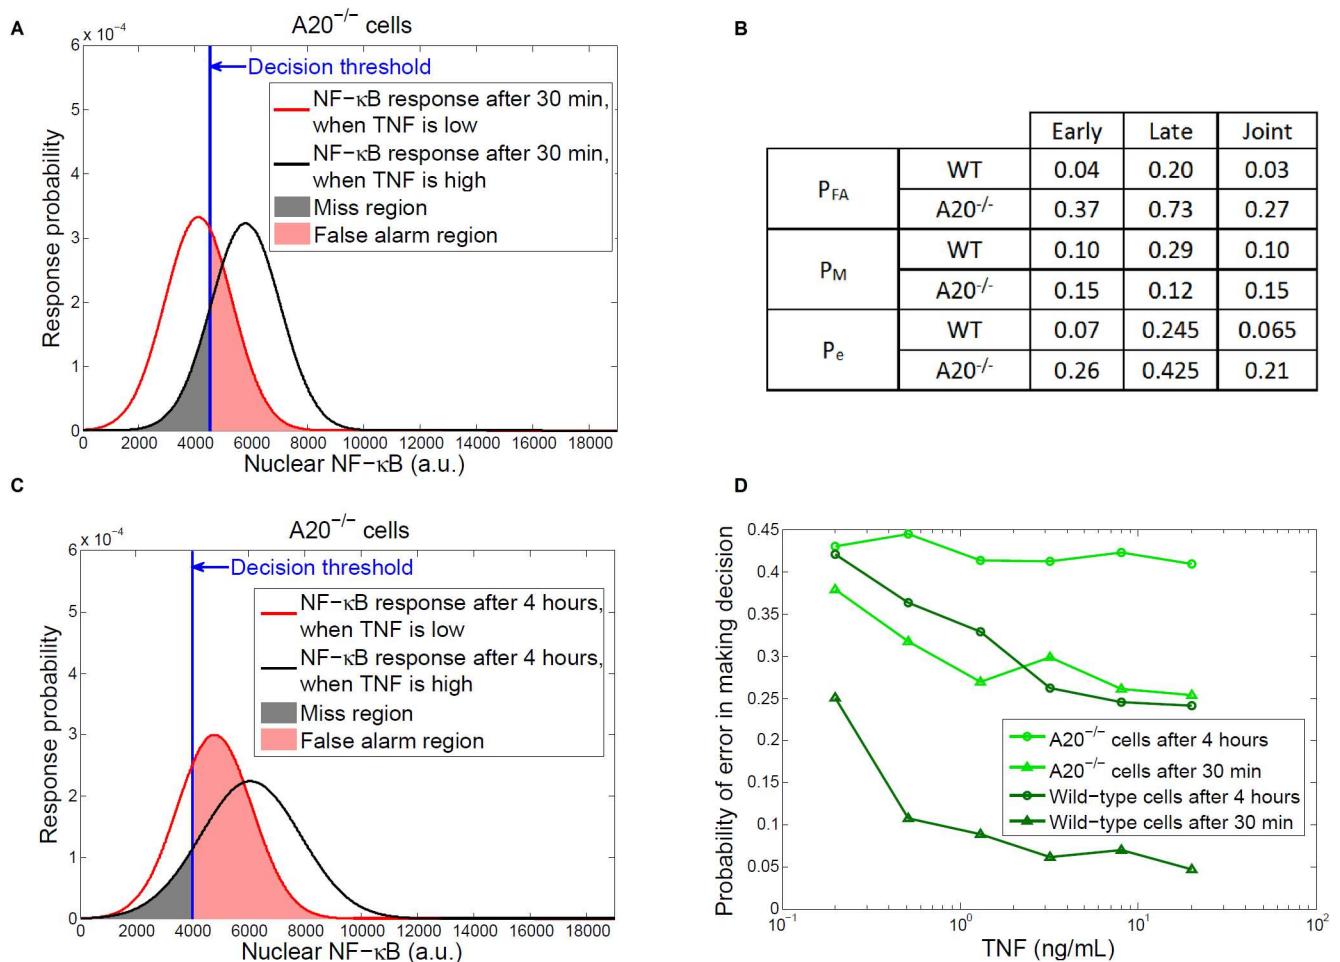 A
A20−/− cells
x 10−4
6
5
4
3
2
1
0
Response probability
Decision threshold
NF−κB response after 30 min,
when TNF is low
NF−κB response after 30 min,
when TNF is high
Miss region
False alarm region
0 2000 4000 6000 8000 10000 12000 14000 16000 18000
Nuclear NF−κB (a.u.)
B
Early Late Joint
PFA WT 0.04 0.20 0.03
A20-/- 0.37 0.73 0.27
PM WT 0.10 0.29 0.10
A20-/- 0.15 0.12 0.15
Pe WT 0.07 0.245 0.065
A20-/- 0.26 0.425 0.21
C
A20−/− cells
x 10−4
6
5
4
3
2
1
0
Response probability
Decision threshold
NF−κB response after 4 hours,
when TNF is low
NF−κB response after 4 hours,
when TNF is high
Miss region
False alarm region
0 2000 4000 6000 8000 10000 12000 14000 16000 18000
Nuclear NF−κB (a.u.)
D
0.45
0.4
0.35
0.3
0.25
0.2
0.15
0.1
0.05
0
Probability of error in making decision
A20−/− cells after 4 hours
A20−/− cells after 30 min
Wild−type cells after 4 hours
Wild−type cells after 30 min
10−1 100 101 102
TNF (ng/mL)